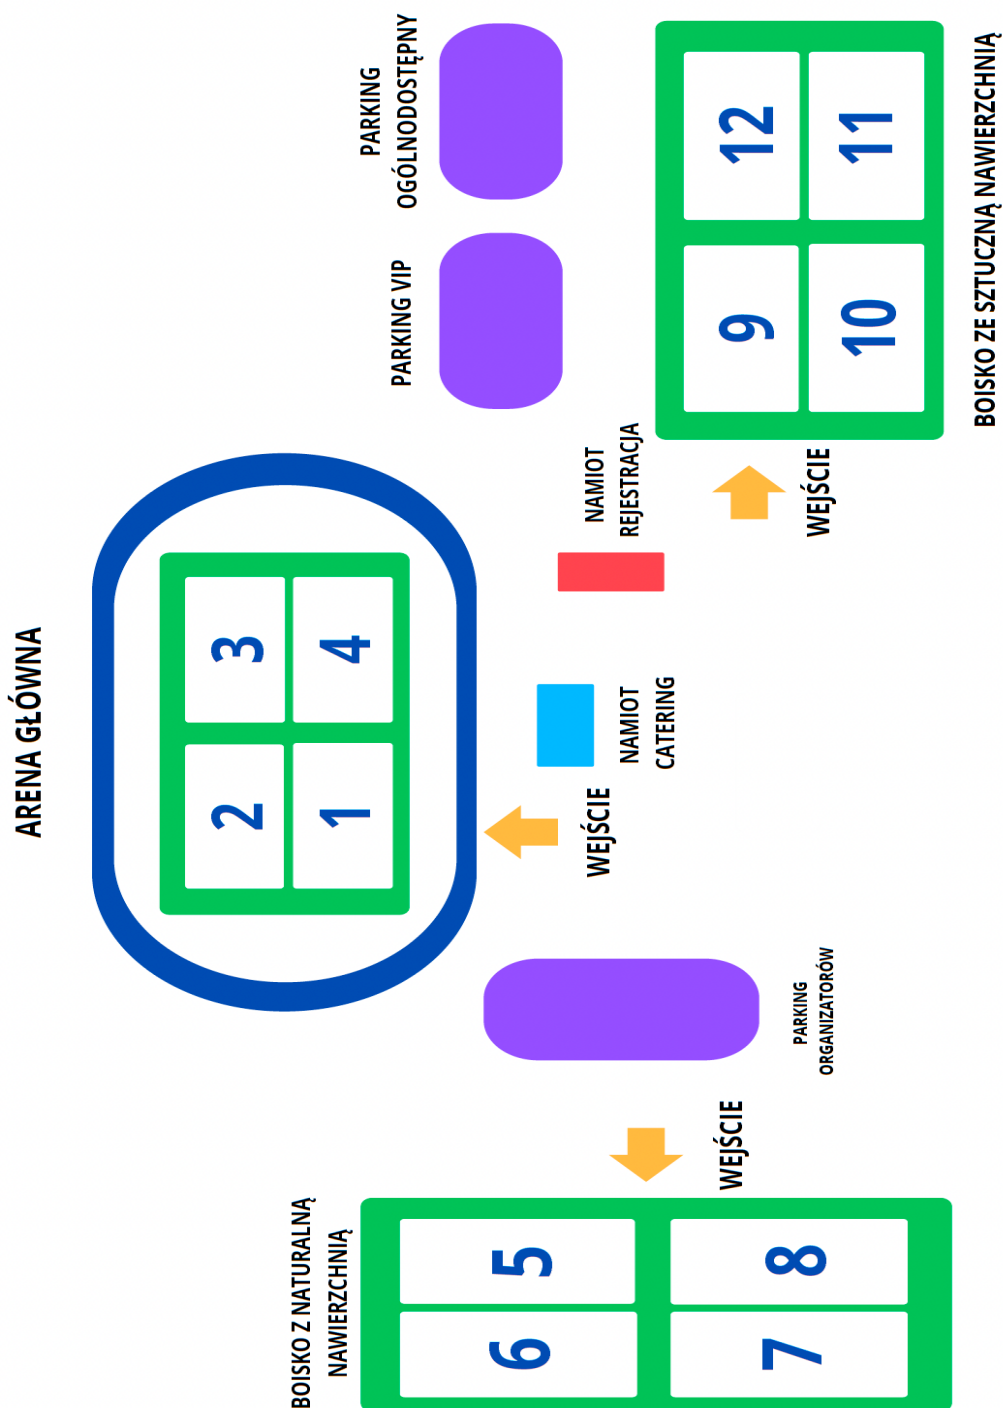 ARENA GŁÓWNA
2
3
1
4
WEJŚCIE
NAMIOT
CATERING
NAMIOT
REJESTRACJA
PARKING VIP
PARKING
OGÓLNODOSTĘPNY
BOISKO Z NATURALNĄ
NAWIERZCHNIĄ
6
5
7
8
WEJŚCIE
PARKING
ORGANIZATORÓW
WEJŚCIE
9
12
10
11
BOISKO ZE SZTUCZNĄ NAWIERZCHNIĄ